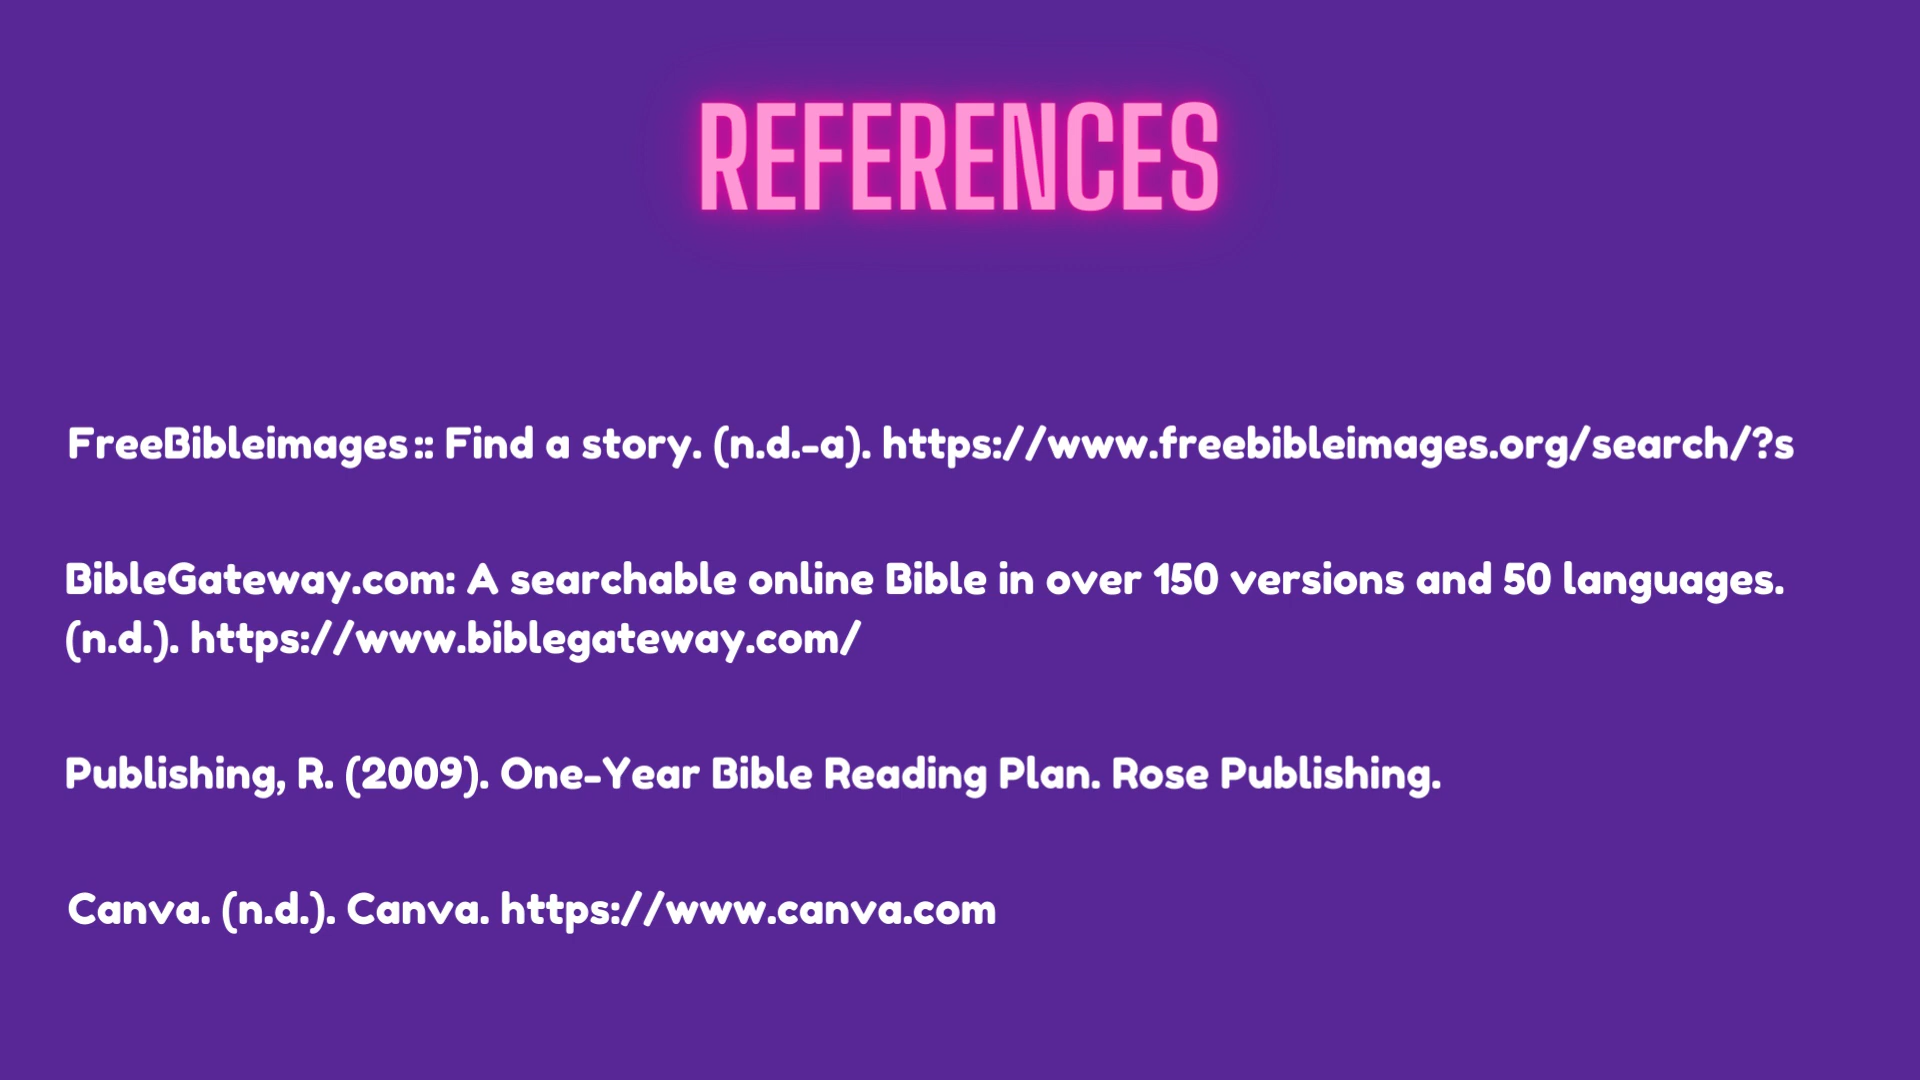 REFERENCES
FreeBibleimages :: Find a story. (n.d.-a). https://www.freebibleimages.org/search/?s
BibleGateway.com: A searchable online Bible in over 150 versions and 50 languages.
(n.d.). https://www.biblegateway.com/
Publishing, R. (2009). One-Year Bible Reading Plan. Rose Publishing.
Canva. (n.d.). Canva. https://www.canva.com